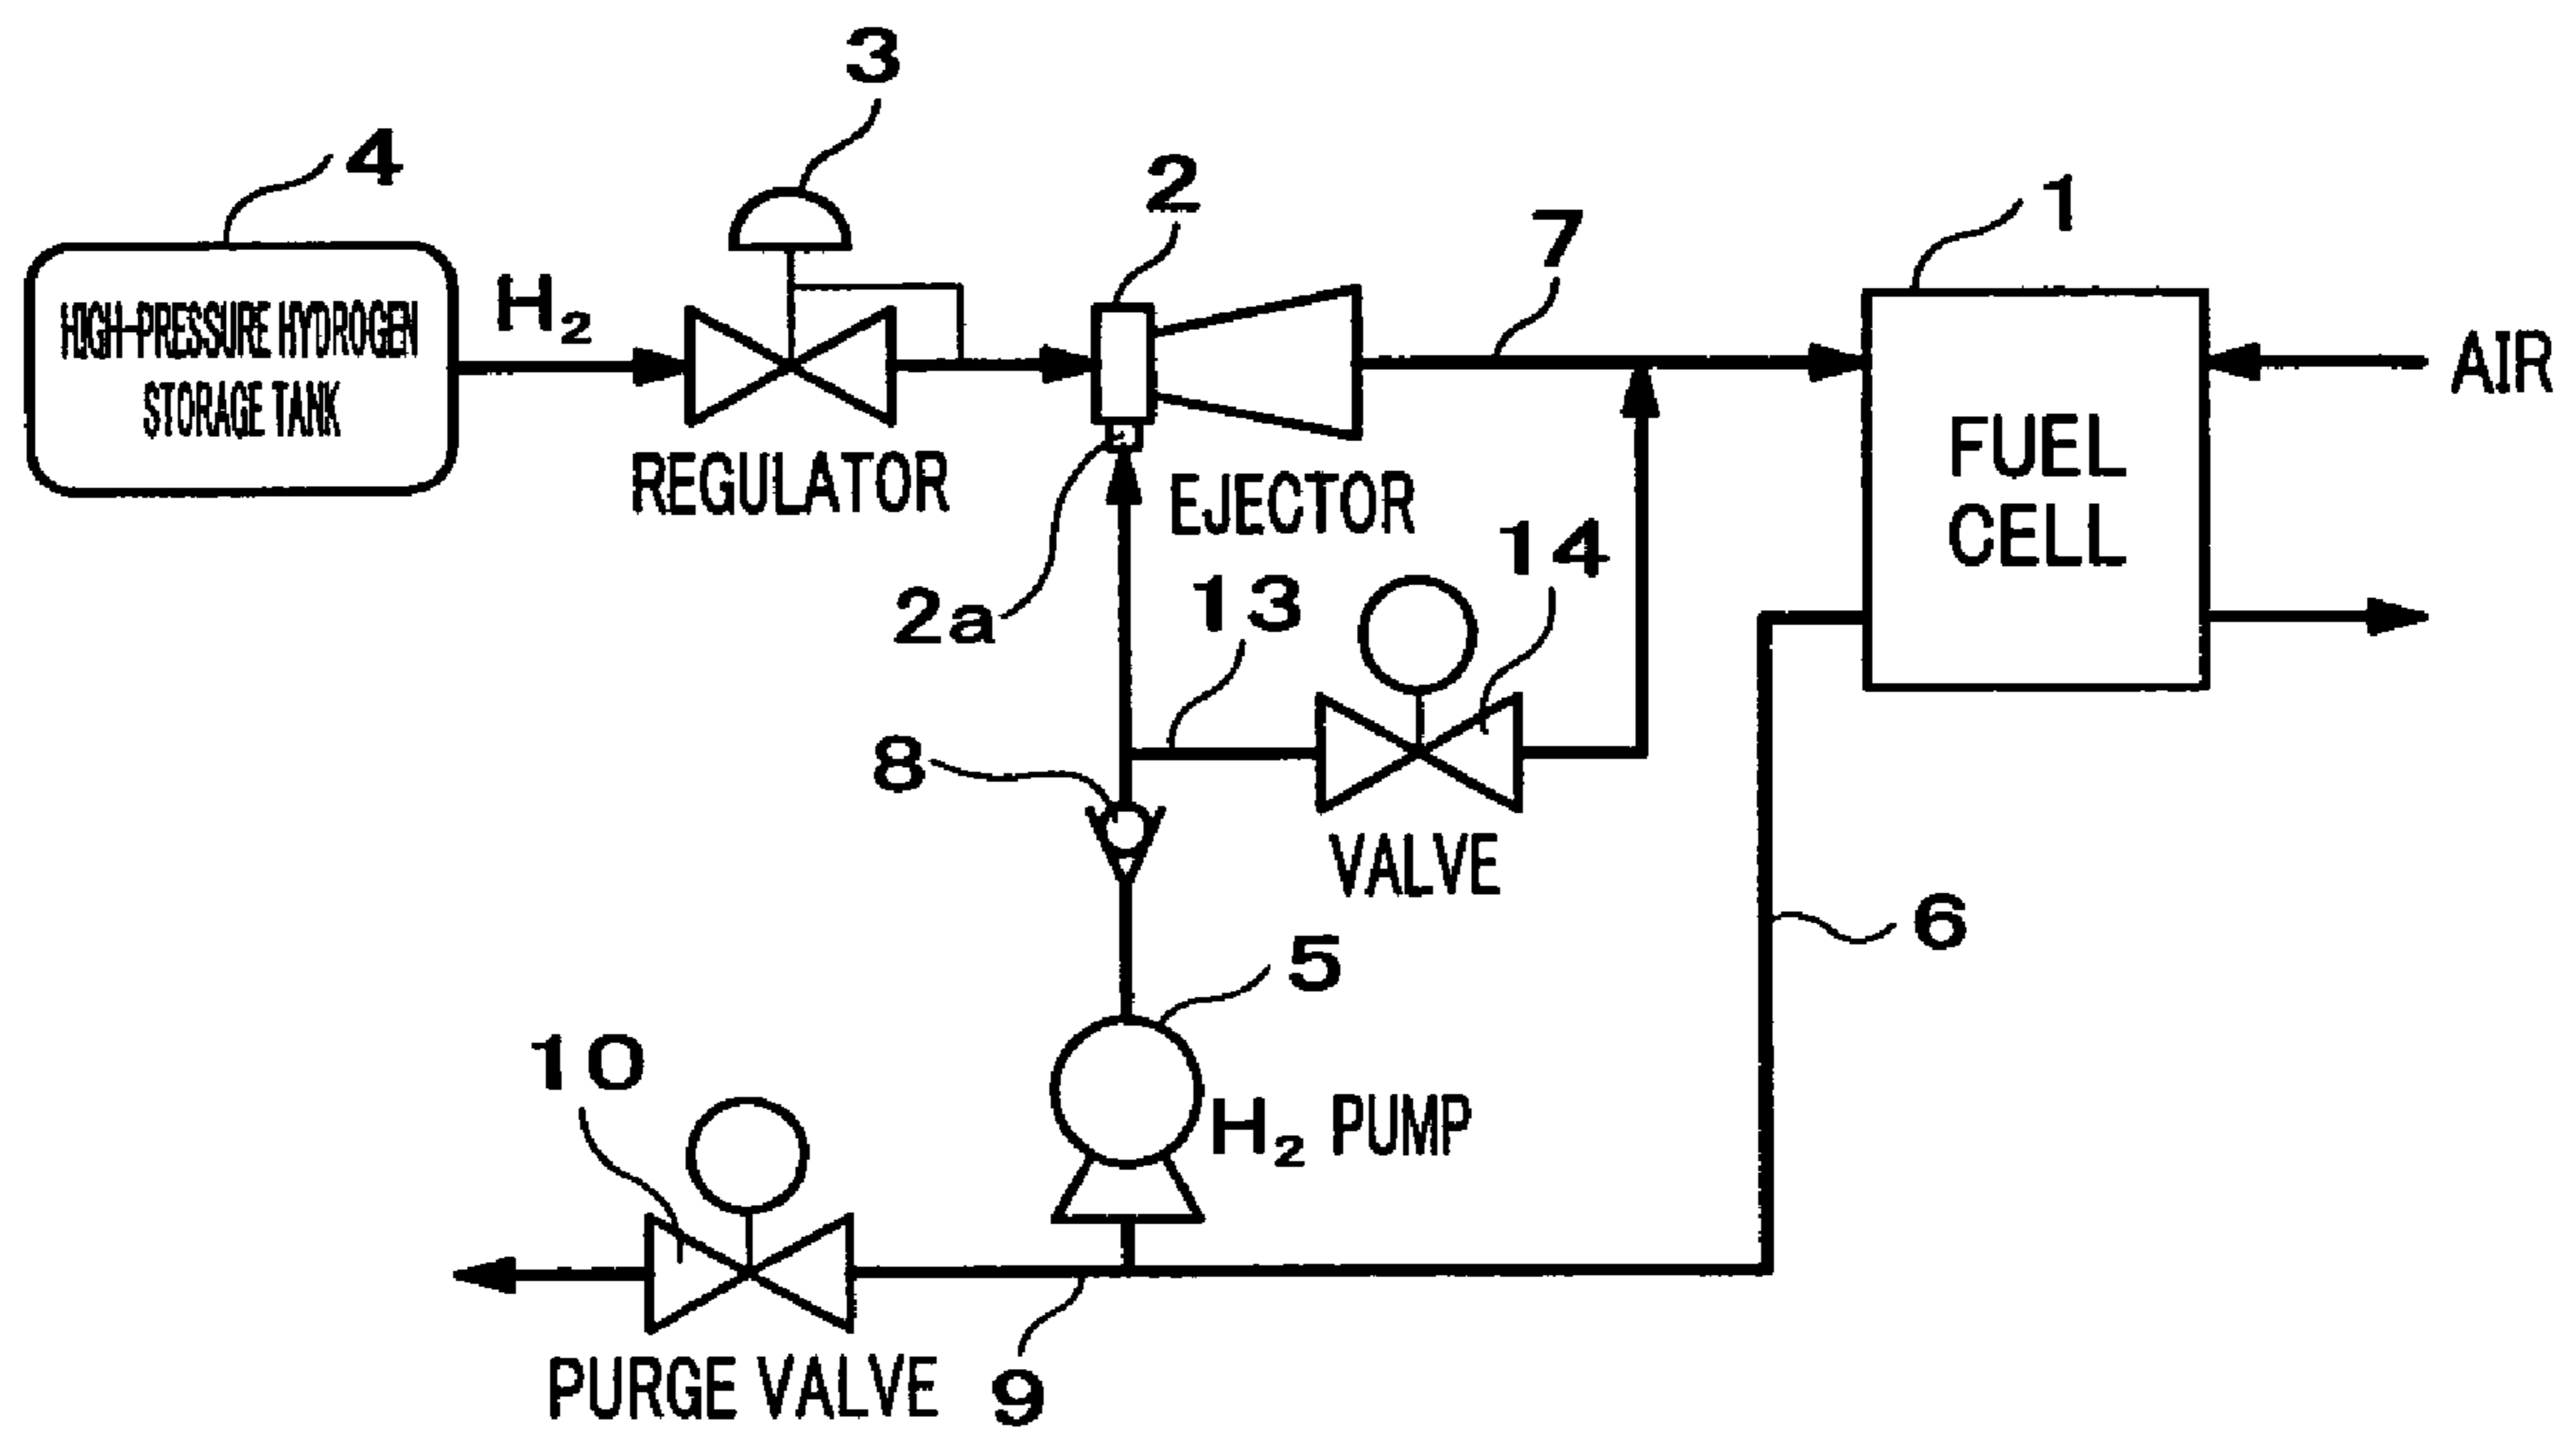 3
4
2
1
7
H₂
HIGH-PRESSURE HYDROGEN
STORAGE TANK
AIR
FUEL
CELL
REGULATOR
EJECTOR
14
2a
13
8
VALVE
6
5
10
H₂ PUMP
PURGE VALVE
9